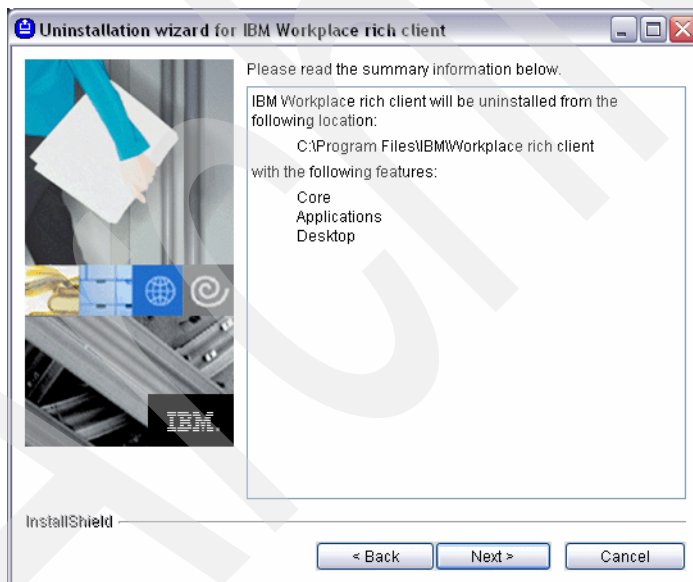 Uninstallation wizard for IBM Workplace rich client
Please read the summary information below.
IBM Workplace rich client will be uninstalled from the
following location:
C:\Program Files\IBM\Workplace rich client
with the following features:
Core
Applications
Desktop
IBM.
InstallShield
< Back
Next >
Cancel